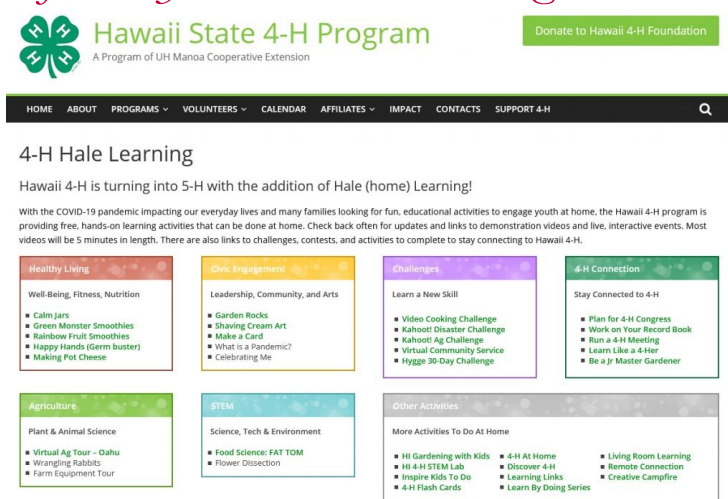 Hawaii State 4-H Program
A Program of UH Manoa Cooperative Extension
Donate to Hawaii 4-H Foundation
HOME ABOUT PROGRAMS VOLUNTEERS CALENDAR AFFILIATES IMPACT CONTACTS SUPPORT 4-H
4-H Hale Learning
Hawaii 4-H is turning into 5-H with the addition of Hale (home) Learning!
With the COVID-19 pandemic impacting our everyday lives and many families looking for fun, educational activities to engage youth at home, the Hawaii 4-H program is
providing free, hands-on learning activities that can be done at home. Check back often for updates and links to demonstration videos and live, interactive events. Most
videos will be 5 minutes in length. There are also links to challenges, contests, and activities to complete to stay connecting to Hawaii 4-H.
Healthy Living
Well-Being, Fitness, Nutrition
Calm Jars
Green Monster Smoothies
Rainbow Fruit Smoothies
Happy Hands (Germ buster)
Making Pot Cheese
Civic Engagement
Leadership, Community, and Arts
Garden Rocks
Shaving Cream Art
Make a Card
What is a Pandemic?
Celebrating Me
Challenges
Learn a New Skill
Video Cooking Challenge
Kahoot! Disaster Challenge
Kahoot! Ag Challenge
Virtual Community Service
Hygge 30-Day Challenge
4-H Connection
Stay Connected to 4-H
Plan for 4-H Congress
Work on Your Record Book
Run a 4-H Meeting
Learn Like a 4-Her
Be a Jr Master Gardener
Agriculture
Plant & Animal Science
Virtual Ag Tour – Oahu
Wrangling Rabbits
Farm Equipment Tour
STEM
Science, Tech & Environment
Food Science: FAT TOM
Flower Dissection
Other Activities
More Activities To Do At Home
HI Gardening with Kids
HI 4-H STEM Lab
Inspire Kids To Do
4-H Flash Cards
4-H At Home
Discover 4-H
Learning Links
Learn By Doing Series
Living Room Learning
Remote Connection
Creative Campfire